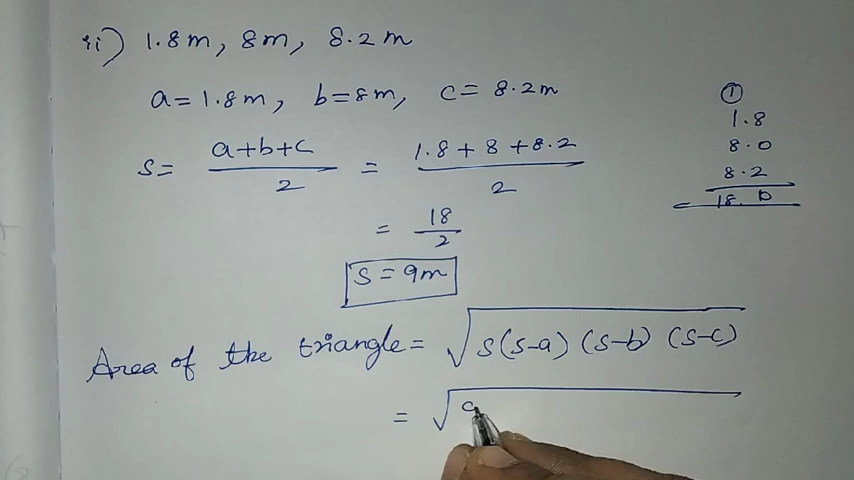 ii) 1.8m, 8m, 8.2m
a=1.8m, b=8m, c=8.2m
S= a+b+c/2 = 1.8+8+8.2/2
= 18/2
S=9m
1
1.8
8.0
8.2
18.0
Area of the triangle= √S(S-a) (S-b) (S-c)
= √9